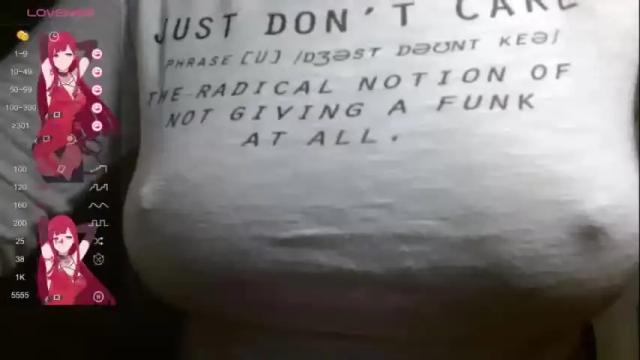 LOVENSE
1-9
10-49
50-99
100-300
≥301
100
120
160
200
25
38
1K
5555
JUST DON'T CARE
PHRASE [U] /DƷƏST DƏƱNT KEƏ/
THE RADICAL NOTION OF
NOT GIVING A FUNK
AT ALL.